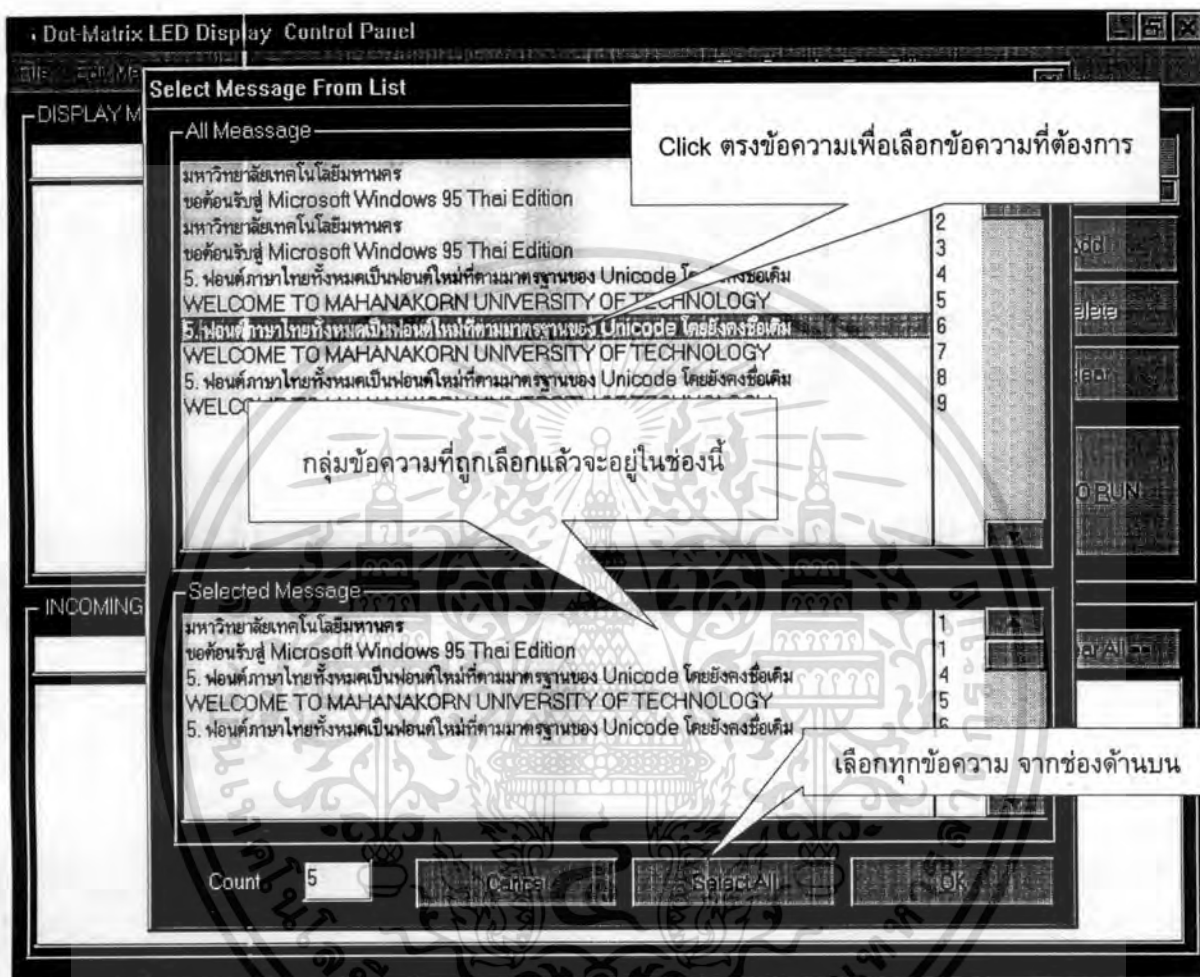 Dot-Matrix LED Display Control Panel
Select Message From List
DISPLAY M
All Meassage
Click ตรงข้อความเพื่อเลือกข้อความที่ต้องการ
มหาวิทยาลัยเทคโนโลยีมหานคร
ขอต้อนรับสู่ Microsoft Windows 95 Thai Edition
มหาวิทยาลัยเทคโนโลยีมหานคร 2
ขอต้อนรับสู่ Microsoft Windows 95 Thai Edition 3
5. ฟอนต์ภาษาไทยทั้งหมดเป็นฟอนต์ใหม่ที่ตามมาตรฐานของ Unicode โดยยังคงชื่อเดิม 4
WELCOME TO MAHANAKORN UNIVERSITY OF TECHNOLOGY 5
5. ฟอนต์ภาษาไทยทั้งหมดเป็นฟอนต์ใหม่ที่ตามมาตรฐานของ Unicode โดยยังคงชื่อเดิม 6
WELCOME TO MAHANAKORN UNIVERSITY OF TECHNOLOGY 7
5. ฟอนต์ภาษาไทยทั้งหมดเป็นฟอนต์ใหม่ที่ตามมาตรฐานของ Unicode โดยยังคงชื่อเดิม 8
WELC 9
กลุ่มข้อความที่ถูกเลือกแล้วจะอยู่ในช่องนี้
O RUN
INCOMING
Selected Message
มหาวิทยาลัยเทคโนโลยีมหานคร 1
ขอต้อนรับสู่ Microsoft Windows 95 Thai Edition 1
5. ฟอนต์ภาษาไทยทั้งหมดเป็นฟอนต์ใหม่ที่ตามมาตรฐานของ Unicode โดยยังคงชื่อเดิม 4
WELCOME TO MAHANAKORN UNIVERSITY OF TECHNOLOGY 5
5. ฟอนต์ภาษาไทยทั้งหมดเป็นฟอนต์ใหม่ที่ตามมาตรฐานของ Unicode โดยยังคงชื่อเดิม 6
เลือกทุกข้อความ จากช่องด้านบน
Count 5 Cancel Select All OK